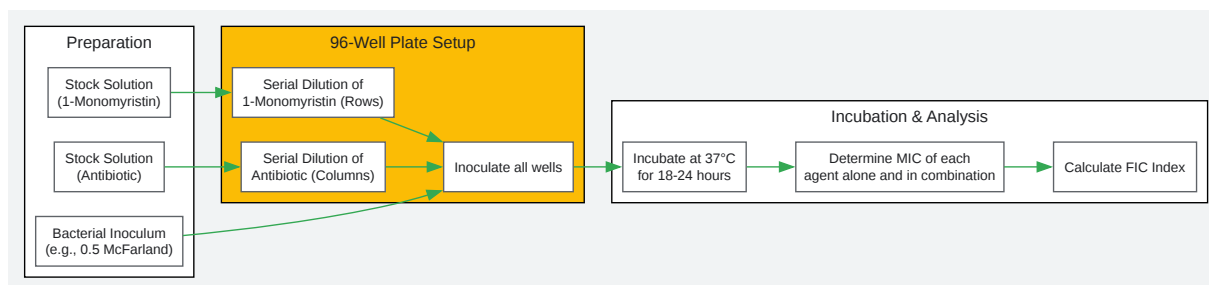 Preparation
Stock Solution
(1-Monomyristin)
Stock Solution
(Antibiotic)
Bacterial Inoculum
(e.g., 0.5 McFarland)
96-Well Plate Setup
Serial Dilution of
1-Monomyristin (Rows)
Serial Dilution of
Antibiotic (Columns)
Inoculate all wells
Incubation & Analysis
Incubate at 37°C
for 18-24 hours
Determine MIC of each
agent alone and in combination
Calculate FIC Index